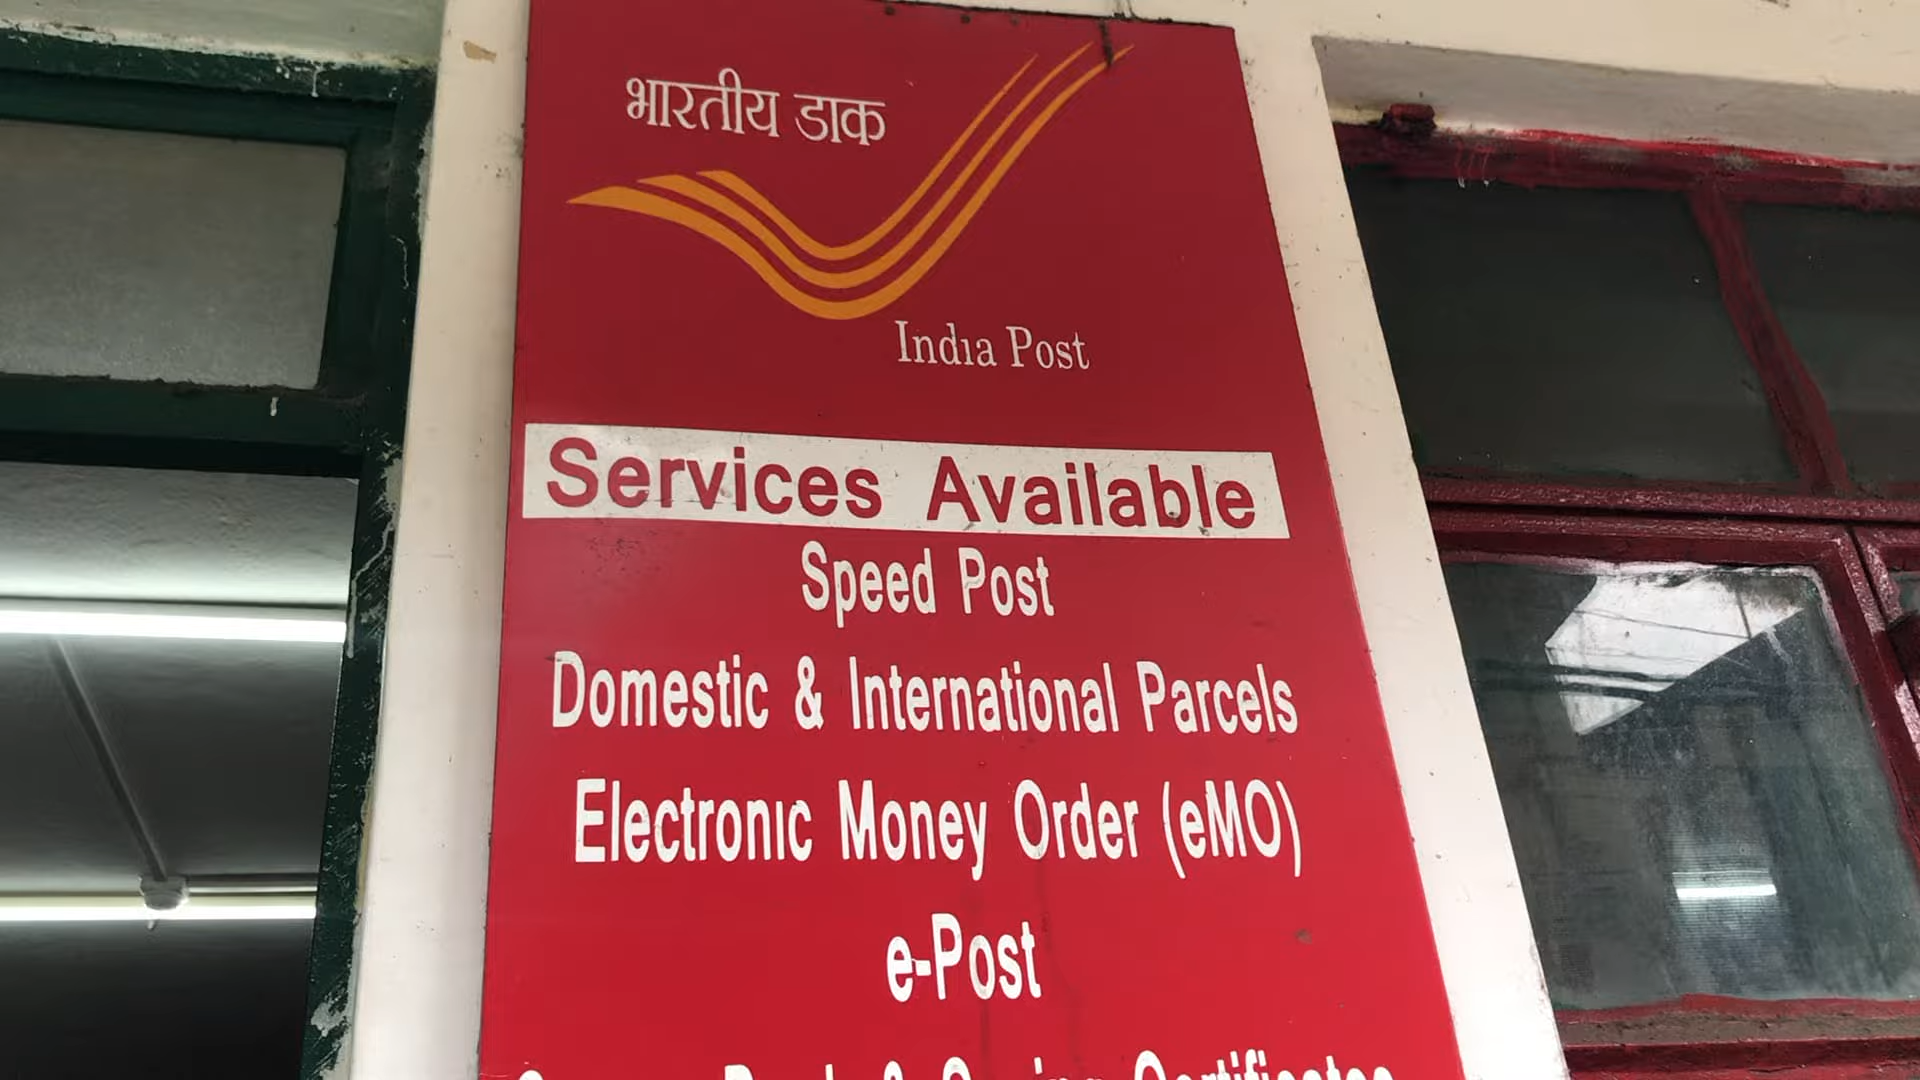 भारतीय डाक
India Post
Services Available
Speed Post
Domestic & International Parcels
Electronic Money Order (eMO)
e-Post